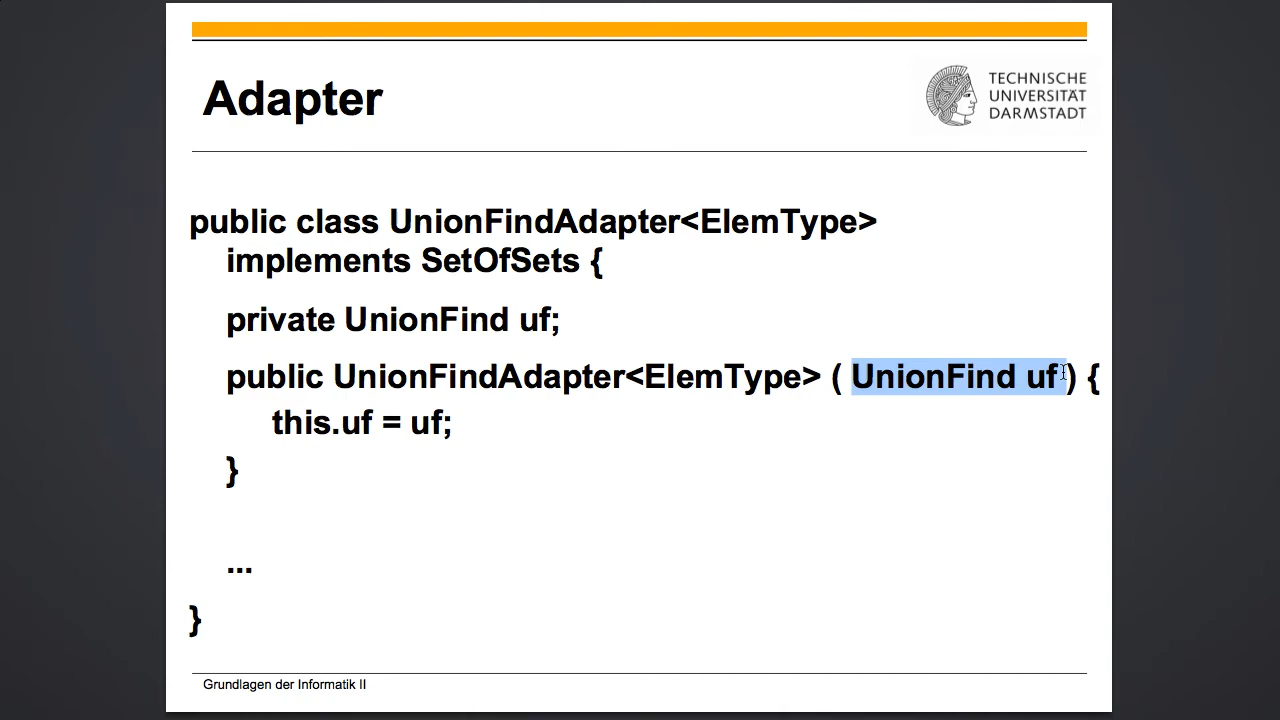 Adapter
TECHNISCHE
UNIVERSITÄT
DARMSTADT
public class UnionFindAdapter<ElemType>
implements SetOfSets {
private UnionFind uf;
public UnionFindAdapter<ElemType> ( UnionFind uf ) {
this.uf = uf;
}
...
}
Grundlagen der Informatik II